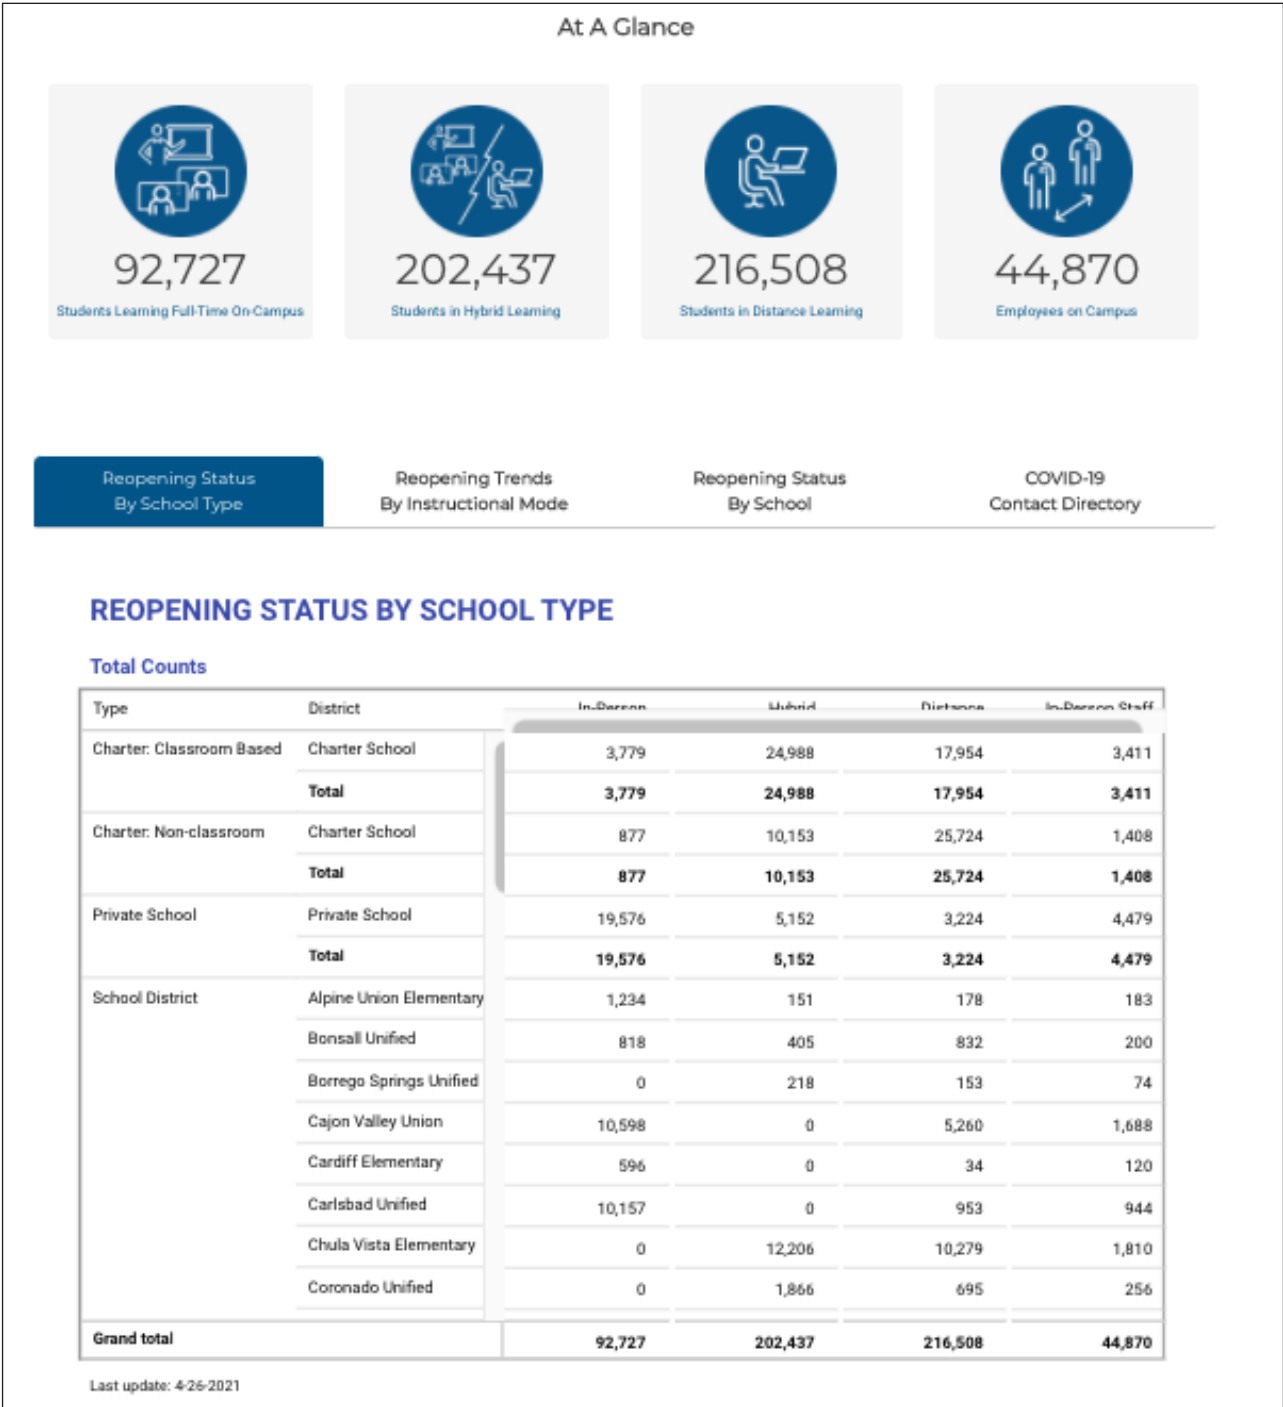 At A Glance
92,727 202,437 216,508 44,870
Students Learning Full-Time On-Campus Students in Hybrid Learning Students in Distance Learning Employees on Campus
Reopening Status Reopening Trends Reopening Status COVID-19
By School Type By Instructional Mode By School Contact Directory
REOPENING STATUS BY SCHOOL TYPE
Total Counts
Type District In-Person Hybrid Distance In-Person Staff
Charter: Classroom Based Charter School 3,779 24,988 17,954 3,411
Total 3,779 24,988 17,954 3,411
Charter: Non-classroom Charter School 877 10,153 25,724 1,408
Total 877 10,153 25,724 1,408
Private School Private School 19,576 5,152 3,224 4,479
Total 19,576 5,152 3,224 4,479
School District Alpine Union Elementary 1,234 151 178 183
Bonsall Unified 818 405 832 200
Borrego Springs Unified 0 218 153 74
Cajon Valley Union 10,598 0 5,260 1,688
Cardiff Elementary 596 0 34 120
Carlsbad Unified 10,157 0 953 944
Chula Vista Elementary 0 12,206 10,279 1,810
Coronado Unified 0 1,866 695 256
Grand total 92,727 202,437 216,508 44,870
Last update: 4-26-2021